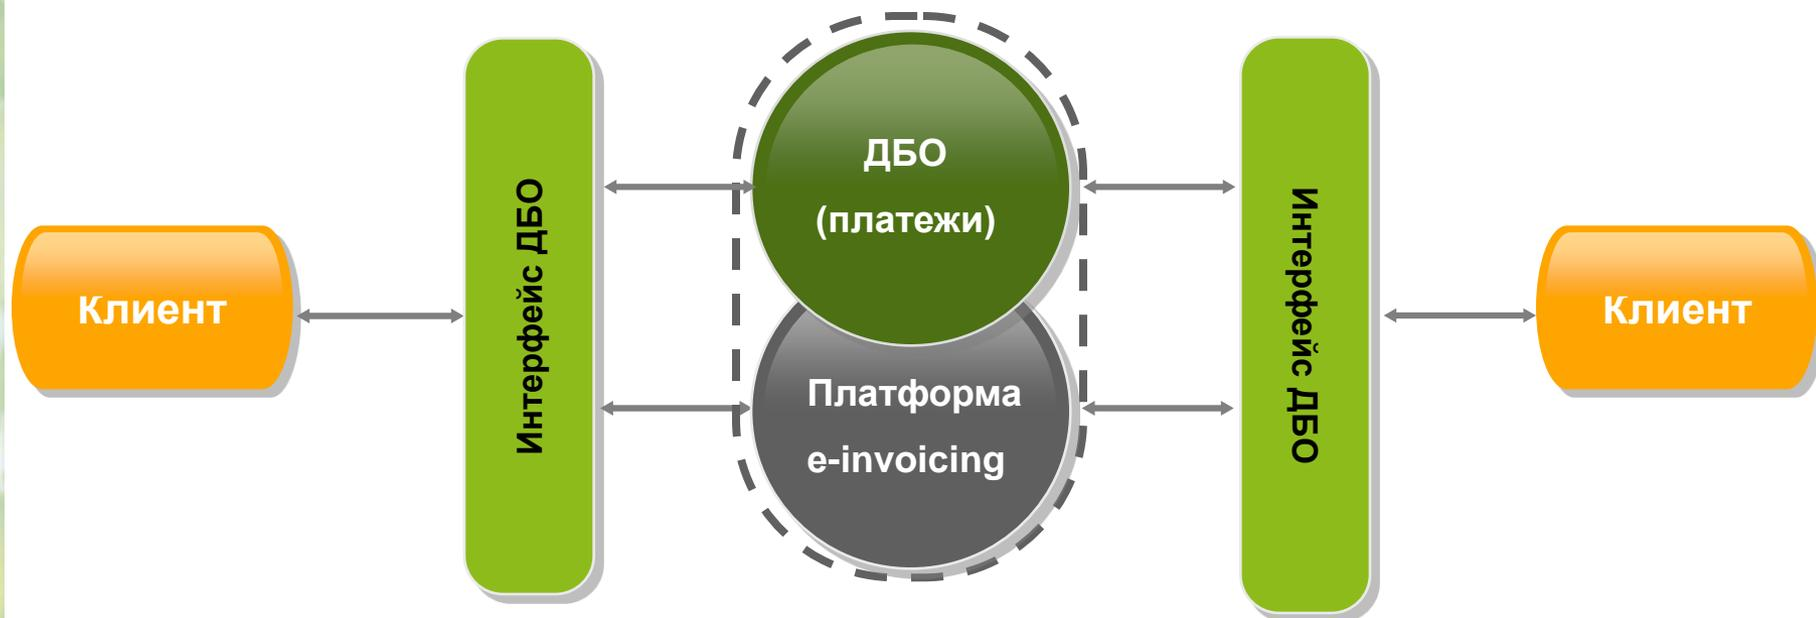 Клиент
Интерфейс ДБО
ДБО
(платежи)
Платформа
e-invoicing
Интерфейс ДБО
Клиент